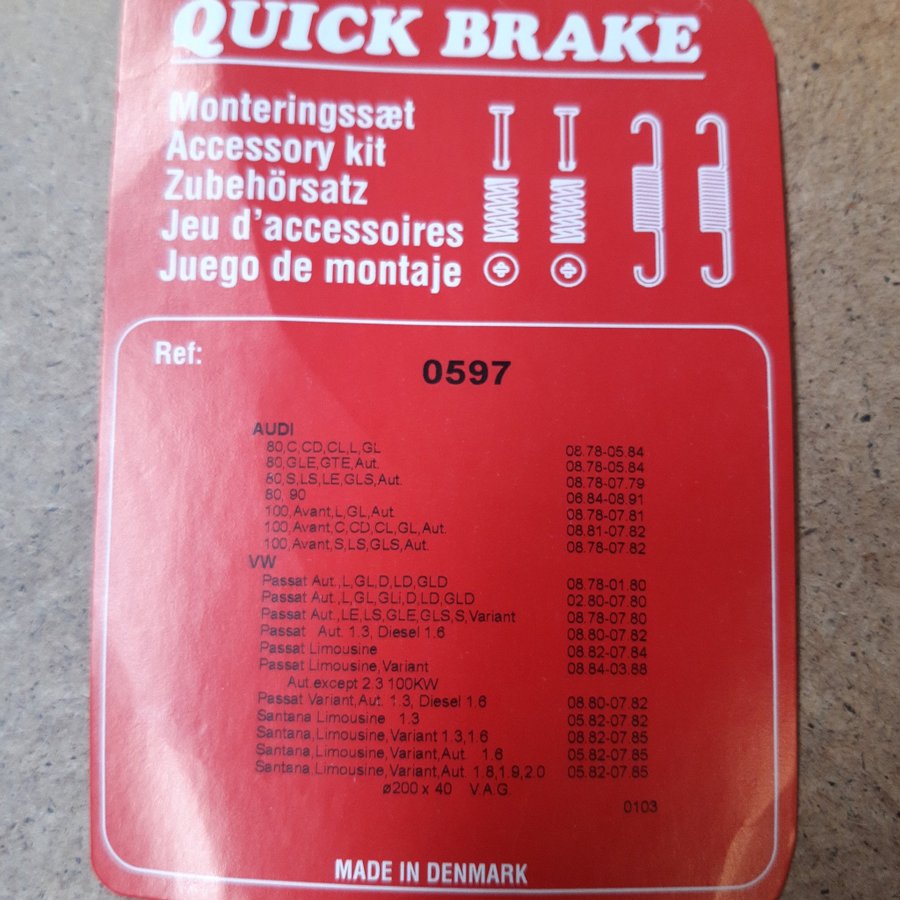 QUICK BRAKE
Monteringssæt
Accessory kit
Zubehörsatz
Jeu d'accessoires
Juego de montaje
Ref: 0597
AUDI
80,C,CD,CL,L,GL 08.78-05.84
80,GLE,GTE,Aut. 08.78-05.84
80,S,LS,LE,GLS,Aut. 08.78-07.79
80, 90 06.84-08.91
100,Avant,L,GL,Aut 08.78-07.81
100,Avant,C,CD,CL,GL,Aut. 08.81-07.82
100,Avant,S,LS,GLS,Aut. 08.78-07.82
VW
Passat Aut.,L,GL,D,LD,GLD 08.78-01.80
Passat Aut.,L,GL,GLi,D,LD,GLD 02.80-07.80
Passat Aut.,LE,LS,GLE,GLS,S,Variant 08.78-07.80
Passat Aut. 1.3, Diesel 1.6 08.80-07.82
Passat Limousine 08.82-07.84
Passat Limousine,Variant 08.84-03.88
Aut.except 2.3 100KW
Passat Variant,Aut. 1.3, Diesel 1.6 08.80-07.82
Santana Limousine 1.3 05.82-07.82
Santana,Limousine,Variant 1.3,1.6 08.82-07.85
Santana,Limousine,Variant,Aut. 1.6 05.82-07.85
Santana,Limousine,Variant,Aut. 1.8,1.9,2.0 05.82-07.85
ø200 x 40 V.A.G.
0103
MADE IN DENMARK